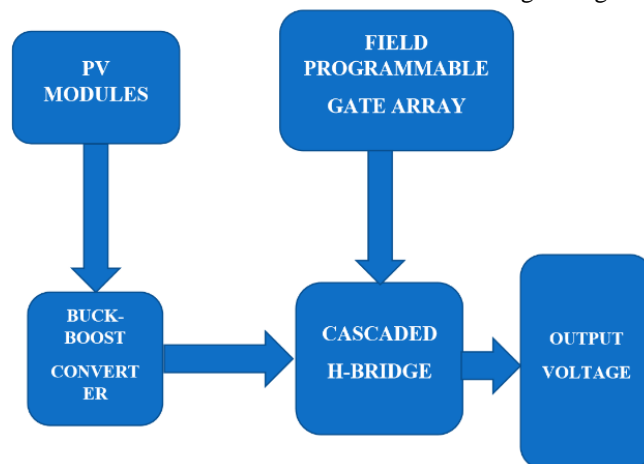 PV
MODULES
FIELD
PROGRAMMABLE
GATE ARRAY
BUCK-
BOOST
CONVERT
ER
CASCADED
H-BRIDGE
OUTPUT
VOLTAGE